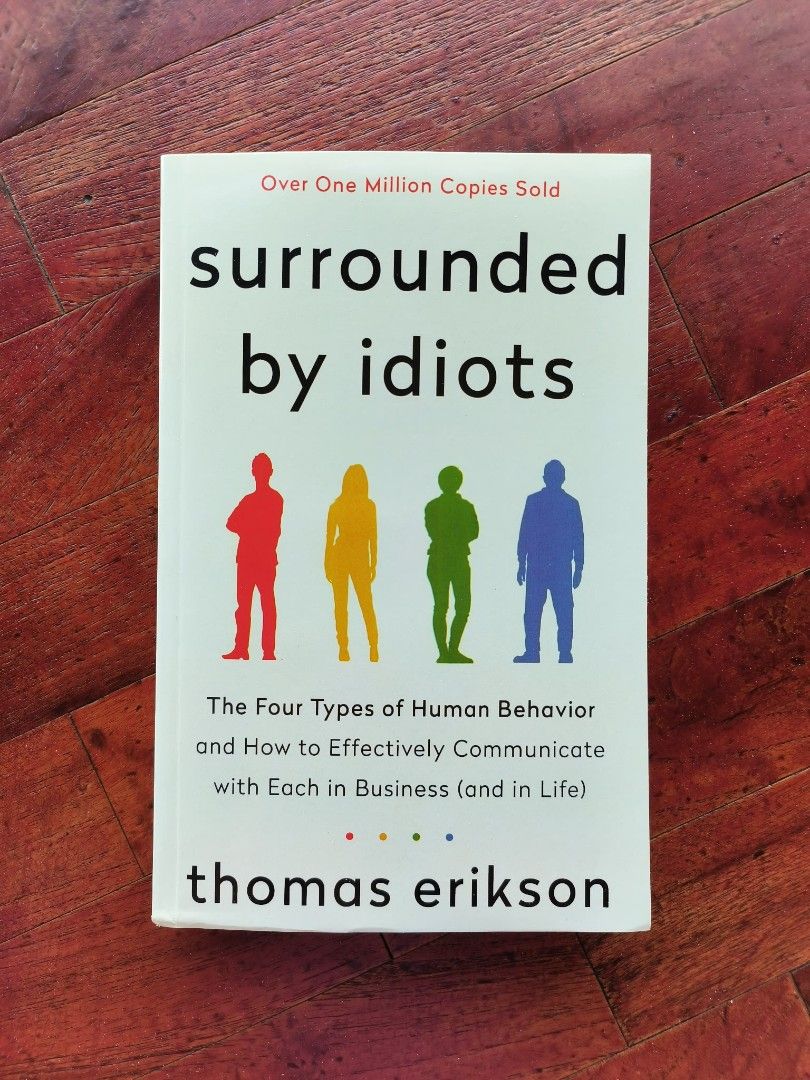 Over One Million Copies Sold
surrounded
by idiots
The Four Types of Human Behavior
and How to Effectively Communicate
with Each in Business (and in Life)
thomas erikson